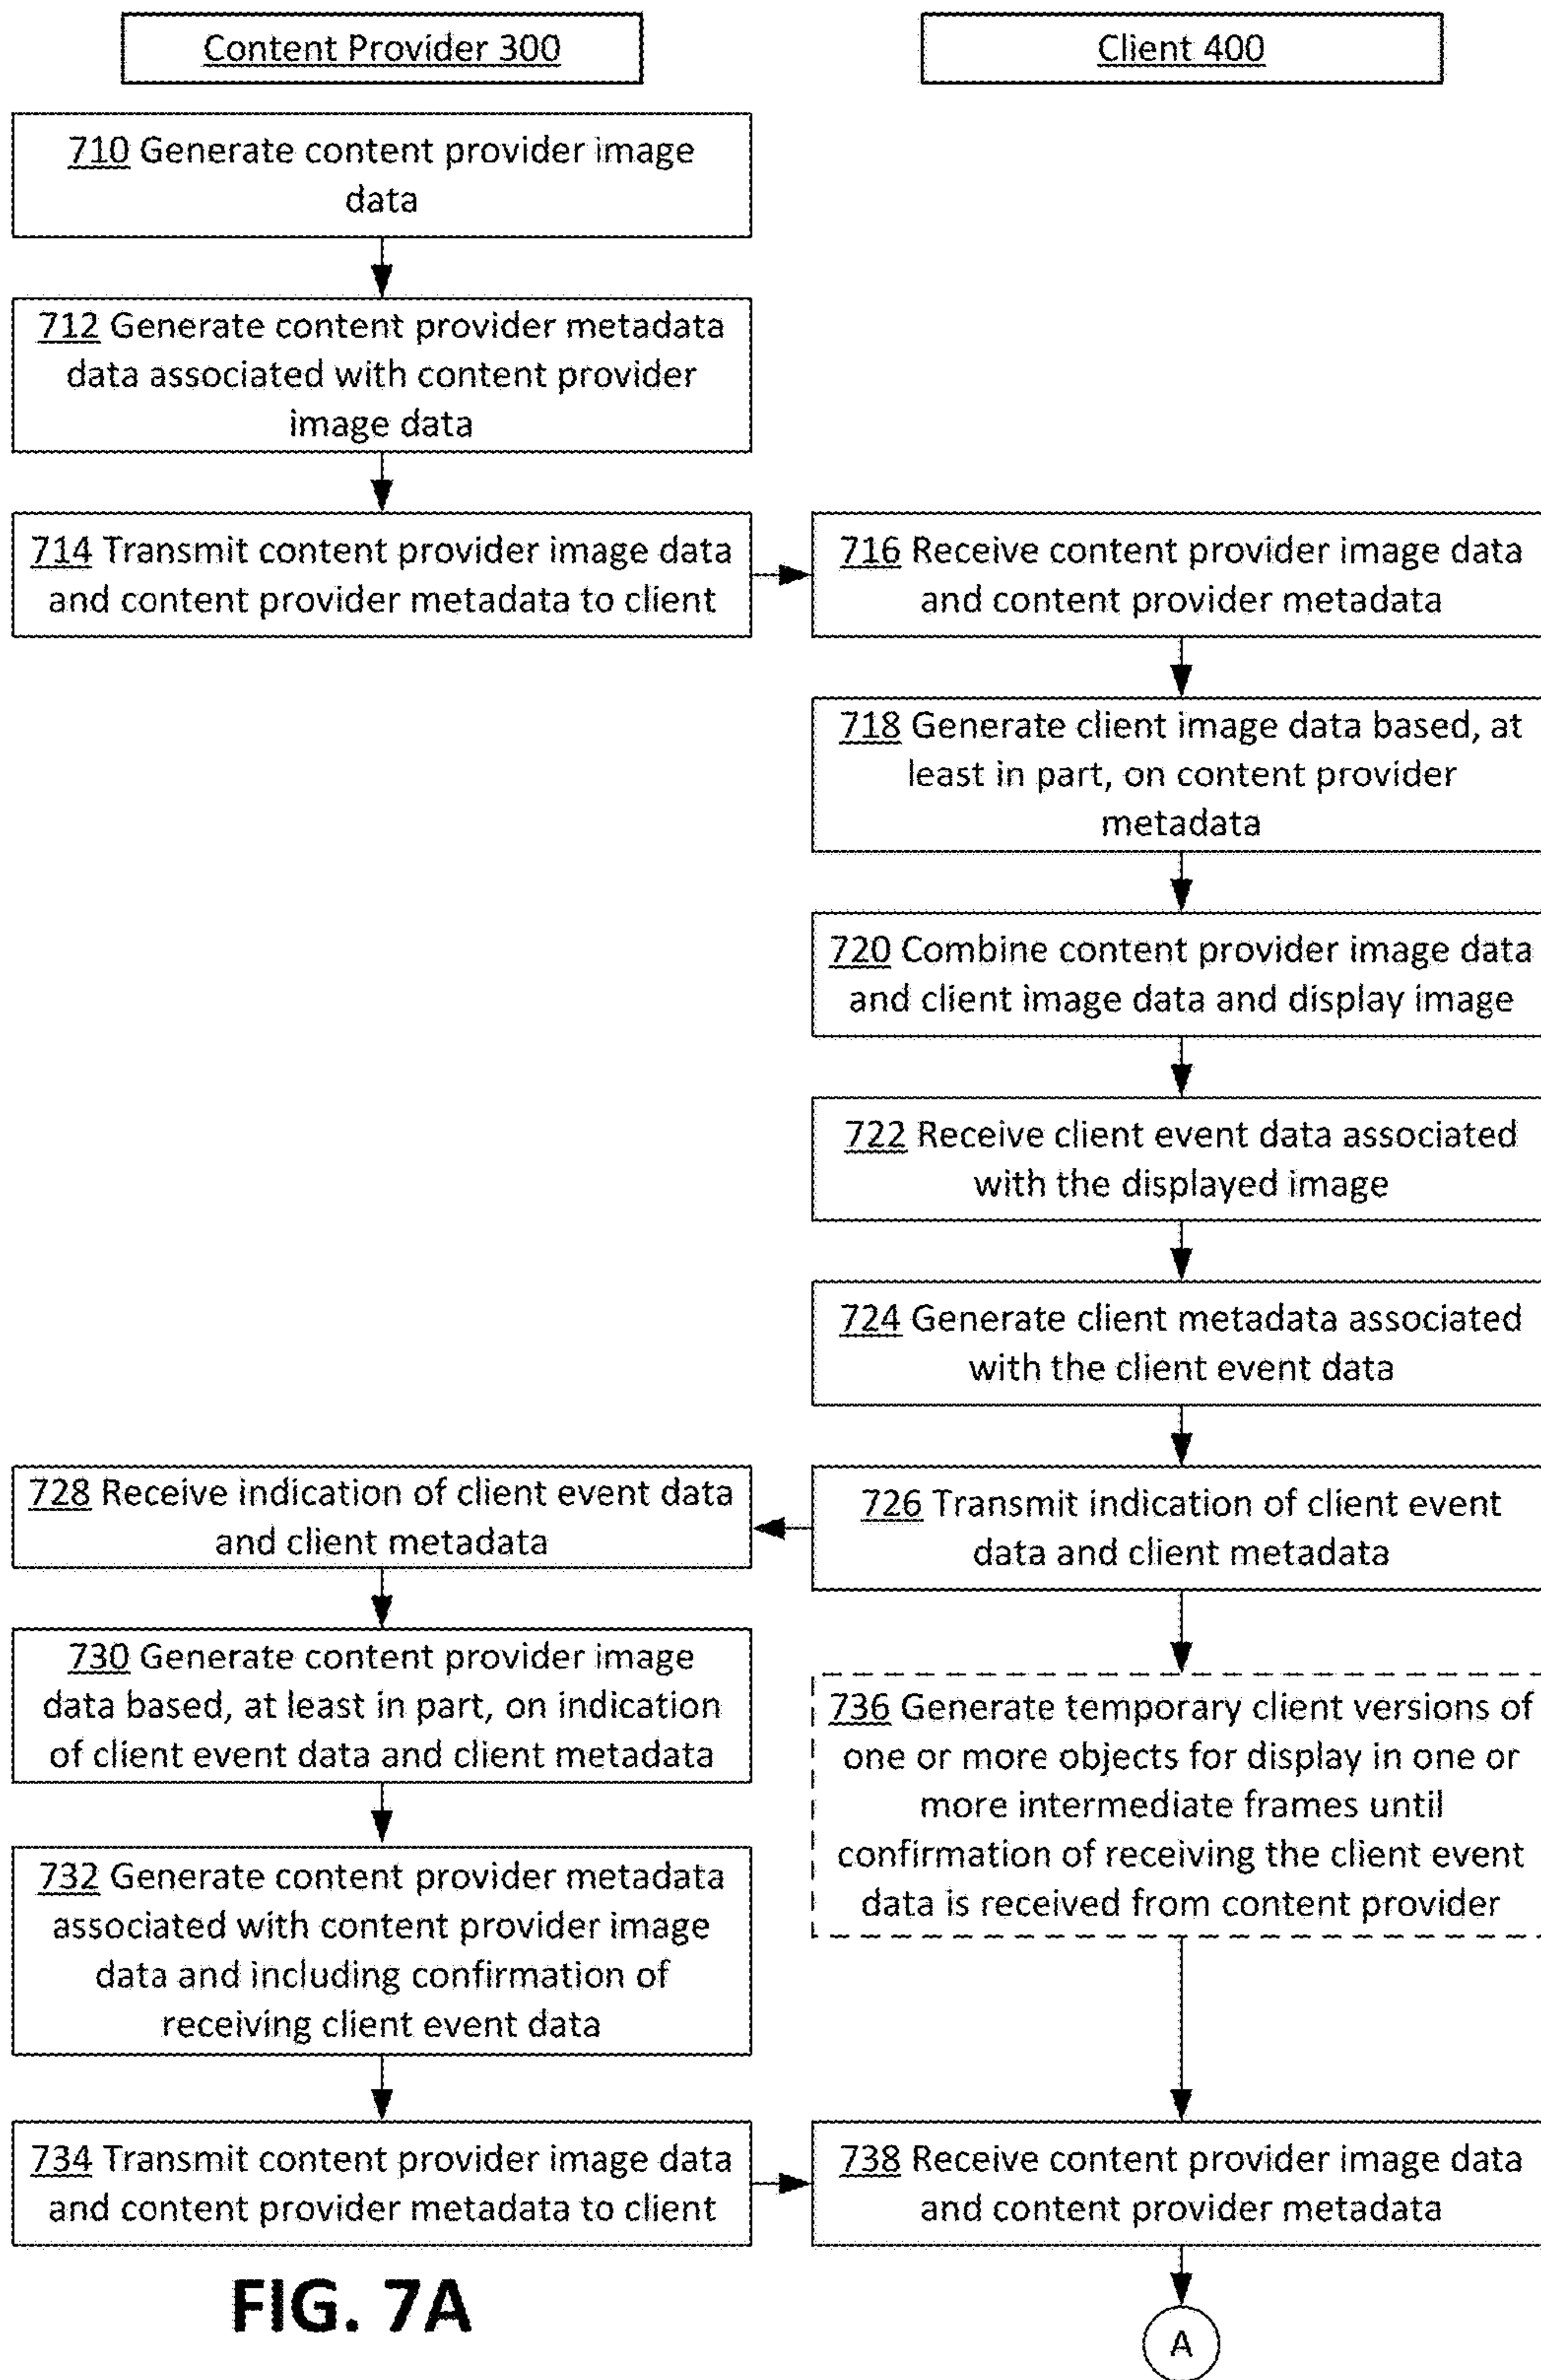 Content Provider 300
Client 400
710 Generate content provider image
data
712 Generate content provider metadata
data associated with content provider
image data
714 Transmit content provider image data
and content provider metadata to client
716 Receive content provider image data
and content provider metadata
718 Generate client image data based, at
least in part, on content provider
metadata
720 Combine content provider image data
and client image data and display image
722 Receive client event data associated
with the displayed image
724 Generate client metadata associated
with the client event data
726 Transmit indication of client event
data and client metadata
728 Receive indication of client event data
and client metadata
730 Generate content provider image
data based, at least in part, on indication
of client event data and client metadata
732 Generate content provider metadata
associated with content provider image
data and including confirmation of
receiving client event data
734 Transmit content provider image data
and content provider metadata to client
736 Generate temporary client versions of
one or more objects for display in one or
more intermediate frames until
confirmation of receiving the client event
data is received from content provider
738 Receive content provider image data
and content provider metadata
A
FIG. 7A